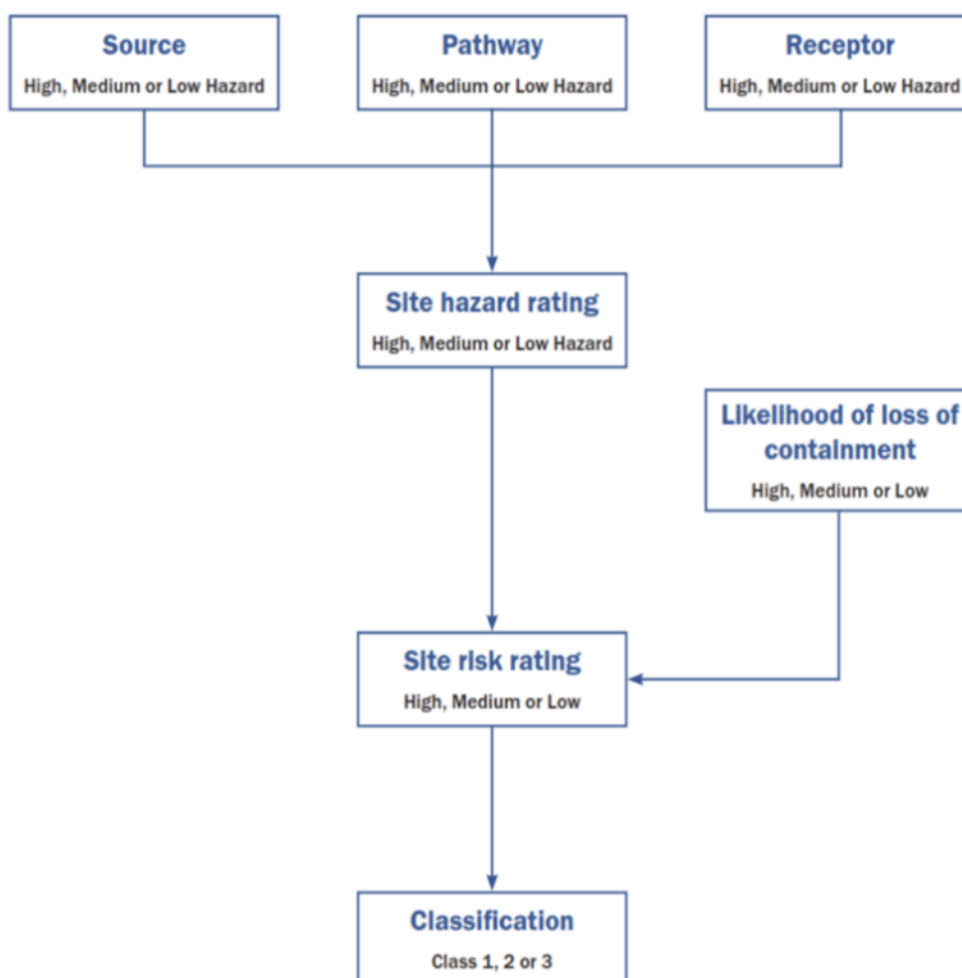 Source
High, Medium or Low Hazard
Pathway
High, Medium or Low Hazard
Receptor
High, Medium or Low Hazard
Site hazard rating
High, Medium or Low Hazard
Likelihood of loss of
containment
High, Medium or Low
Site risk rating
High, Medium or Low
Classification
Class 1, 2 or 3